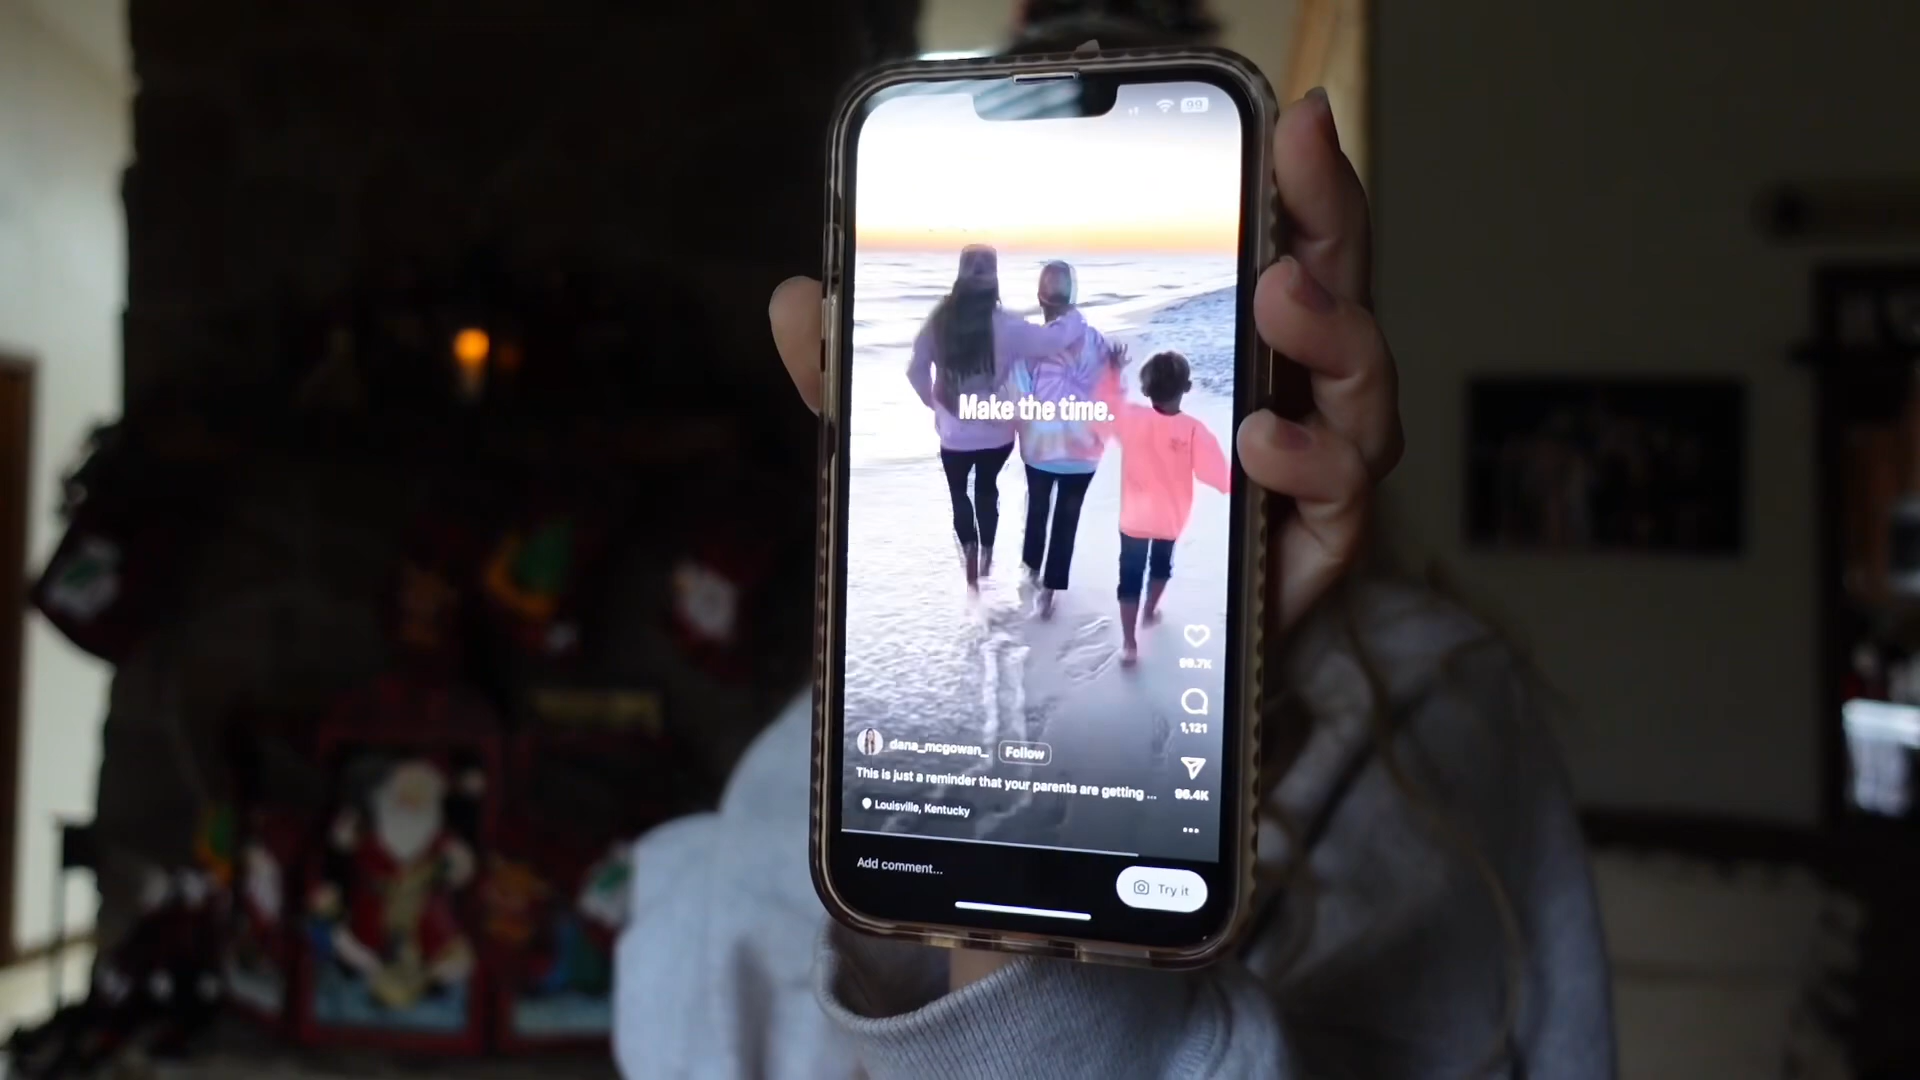 99
Make the time.
99.7K
1,121
96.4K
dana_mcgowan_ Follow
This is just a reminder that your parents are getting ...
Louisville, Kentucky
Add comment...
Try it